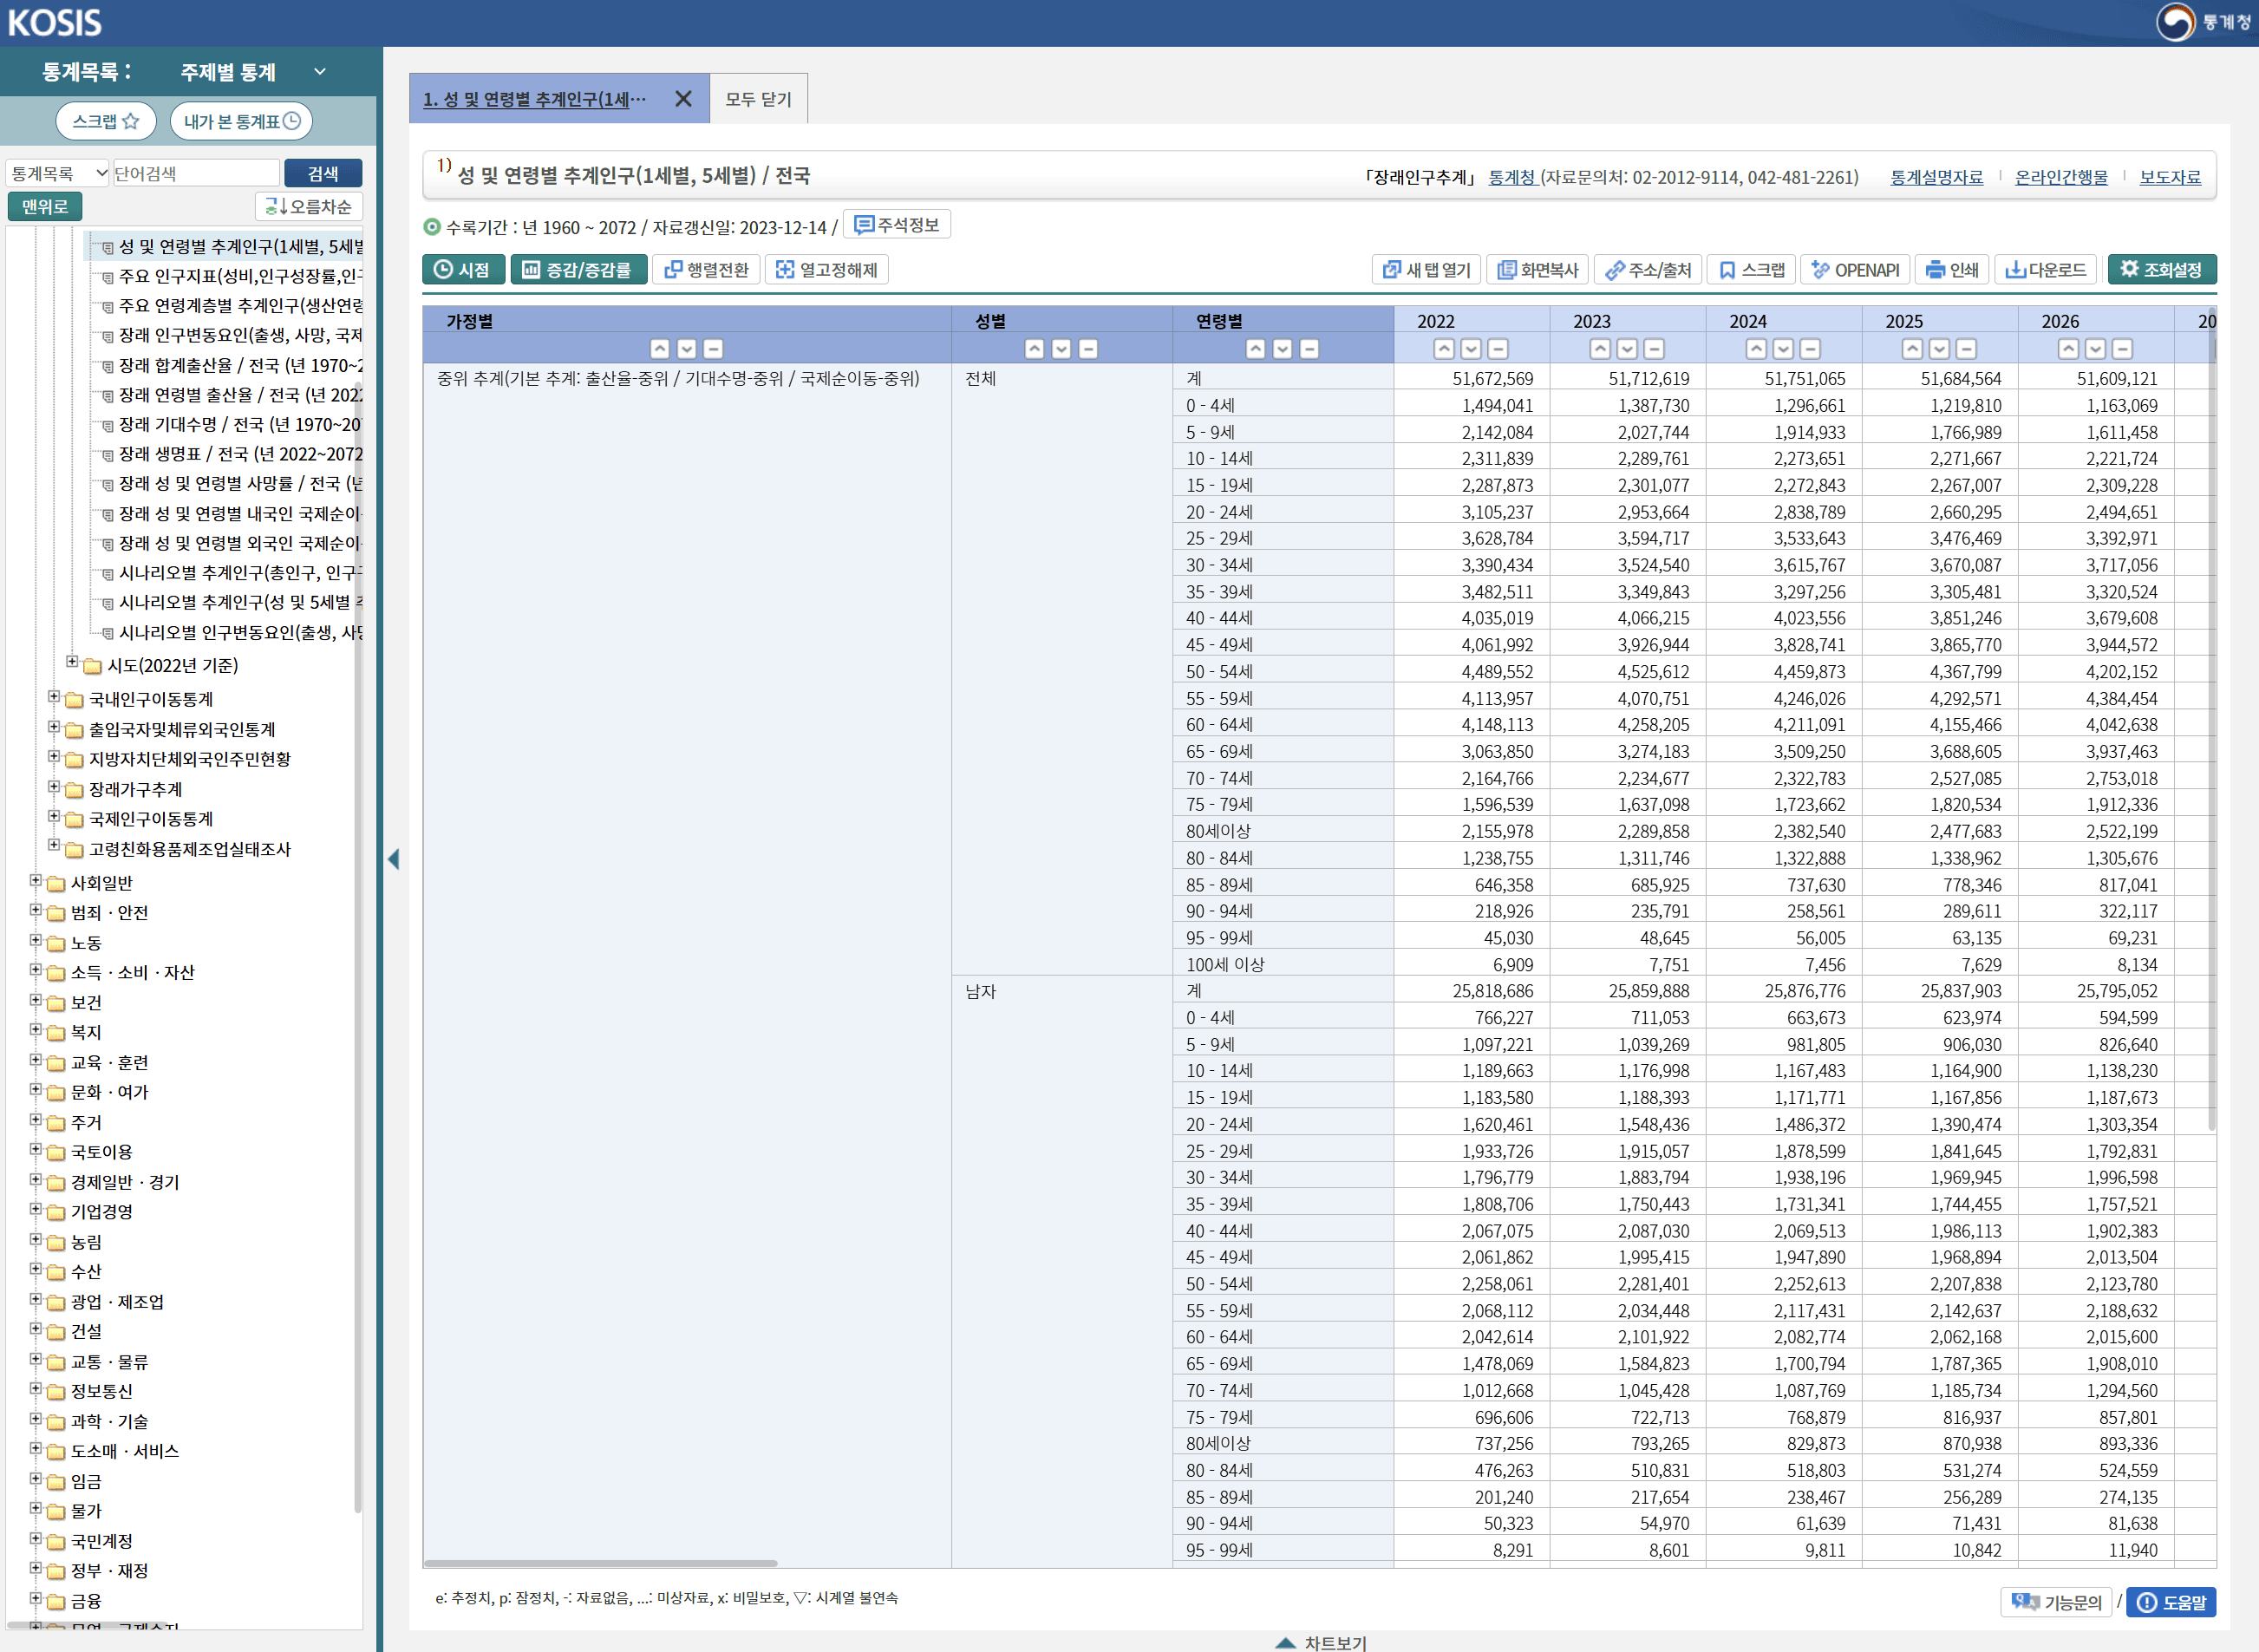 KOSIS
통계청
통계목록 : 주제별 통계
스크랩 내가 본 통계표
통계목록 단어검색 검색
맨위로 오름차순
성 및 연령별 추계인구(1세별, 5세별
주요 인구지표(성비,인구성장률,인구
주요 연령계층별 추계인구(생산연령
장래 인구변동요인(출생, 사망, 국제
장래 합계출산율 / 전국 (년 1970~2
장래 연령별 출산율 / 전국 (년 2022
장래 기대수명 / 전국 (년 1970~20
장래 생명표 / 전국 (년 2022~2072
장래 성 및 연령별 사망률 / 전국 (년
장래 성 및 연령별 내국인 국제순이
장래 성 및 연령별 외국인 국제순이
시나리오별 추계인구(총인구, 인구
시나리오별 추계인구(성 및 5세별
시나리오별 인구변동요인(출생, 사망
시도(2022년 기준)
국내인구이동통계
출입국자및체류외국인통계
지방자치단체외국인주민현황
장래가구추계
국제인구이동통계
고령친화용품제조업실태조사
사회일반
범죄 · 안전
노동
소득 · 소비 · 자산
보건
복지
교육 · 훈련
문화 · 여가
주거
국토이용
경제일반 · 경기
기업경영
농림
수산
광업 · 제조업
건설
교통 · 물류
정보통신
과학 · 기술
도소매 · 서비스
임금
물가
국민계정
정부 · 재정
금융
1. 성 및 연령별 추계인구(1세… 모두 닫기
1) 성 및 연령별 추계인구(1세별, 5세별) / 전국 「장래인구추계」 통계청 (자료문의처: 02-2012-9114, 042-481-2261) 통계설명자료 온라인간행물 보도자료
수록기간 : 년 1960 ~ 2072 / 자료갱신일: 2023-12-14 / 주석정보
시점 증감/증감률 행렬전환 열고정해제 새 탭 열기 화면복사 주소/출처 스크랩 OPENAPI 인쇄 다운로드 조회설정
가정별 성별 연령별 2022 2023 2024 2025 2026 20
중위 추계(기본 추계: 출산율-중위 / 기대수명-중위 / 국제순이동-중위) 전체 계 51,672,569 51,712,619 51,751,065 51,684,564 51,609,121
0 - 4세 1,494,041 1,387,730 1,296,661 1,219,810 1,163,069
5 - 9세 2,142,084 2,027,744 1,914,933 1,766,989 1,611,458
10 - 14세 2,311,839 2,289,761 2,273,651 2,271,667 2,221,724
15 - 19세 2,287,873 2,301,077 2,272,843 2,267,007 2,309,228
20 - 24세 3,105,237 2,953,664 2,838,789 2,660,295 2,494,651
25 - 29세 3,628,784 3,594,717 3,533,643 3,476,469 3,392,971
30 - 34세 3,390,434 3,524,540 3,615,767 3,670,087 3,717,056
35 - 39세 3,482,511 3,349,843 3,297,256 3,305,481 3,320,524
40 - 44세 4,035,019 4,066,215 4,023,556 3,851,246 3,679,608
45 - 49세 4,061,992 3,926,944 3,828,741 3,865,770 3,944,572
50 - 54세 4,489,552 4,525,612 4,459,873 4,367,799 4,202,152
55 - 59세 4,113,957 4,070,751 4,246,026 4,292,571 4,384,454
60 - 64세 4,148,113 4,258,205 4,211,091 4,155,466 4,042,638
65 - 69세 3,063,850 3,274,183 3,509,250 3,688,605 3,937,463
70 - 74세 2,164,766 2,234,677 2,322,783 2,527,085 2,753,018
75 - 79세 1,596,539 1,637,098 1,723,662 1,820,534 1,912,336
80세이상 2,155,978 2,289,858 2,382,540 2,477,683 2,522,199
80 - 84세 1,238,755 1,311,746 1,322,888 1,338,962 1,305,676
85 - 89세 646,358 685,925 737,630 778,346 817,041
90 - 94세 218,926 235,791 258,561 289,611 322,117
95 - 99세 45,030 48,645 56,005 63,135 69,231
100세 이상 6,909 7,751 7,456 7,629 8,134
남자 계 25,818,686 25,859,888 25,876,776 25,837,903 25,795,052
0 - 4세 766,227 711,053 663,673 623,974 594,599
5 - 9세 1,097,221 1,039,269 981,805 906,030 826,640
10 - 14세 1,189,663 1,176,998 1,167,483 1,164,900 1,138,230
15 - 19세 1,183,580 1,188,393 1,171,771 1,167,856 1,187,673
20 - 24세 1,620,461 1,548,436 1,486,372 1,390,474 1,303,354
25 - 29세 1,933,726 1,915,057 1,878,599 1,841,645 1,792,831
30 - 34세 1,796,779 1,883,794 1,938,196 1,969,945 1,996,598
35 - 39세 1,808,706 1,750,443 1,731,341 1,744,455 1,757,521
40 - 44세 2,067,075 2,087,030 2,069,513 1,986,113 1,902,383
45 - 49세 2,061,862 1,995,415 1,947,890 1,968,894 2,013,504
50 - 54세 2,258,061 2,281,401 2,252,613 2,207,838 2,123,780
55 - 59세 2,068,112 2,034,448 2,117,431 2,142,637 2,188,632
60 - 64세 2,042,614 2,101,922 2,082,774 2,062,168 2,015,600
65 - 69세 1,478,069 1,584,823 1,700,794 1,787,365 1,908,010
70 - 74세 1,012,668 1,045,428 1,087,769 1,185,734 1,294,560
75 - 79세 696,606 722,713 768,879 816,937 857,801
80세이상 737,256 793,265 829,873 870,938 893,336
80 - 84세 476,263 510,831 518,803 531,274 524,559
85 - 89세 201,240 217,654 238,467 256,289 274,135
90 - 94세 50,323 54,970 61,639 71,431 81,638
95 - 99세 8,291 8,601 9,811 10,842 11,940
e: 추정치, p: 잠정치, -: 자료없음, ...: 미상자료, x: 비밀보호, ▽: 시계열 불연속
기능문의 / 도움말
차트보기